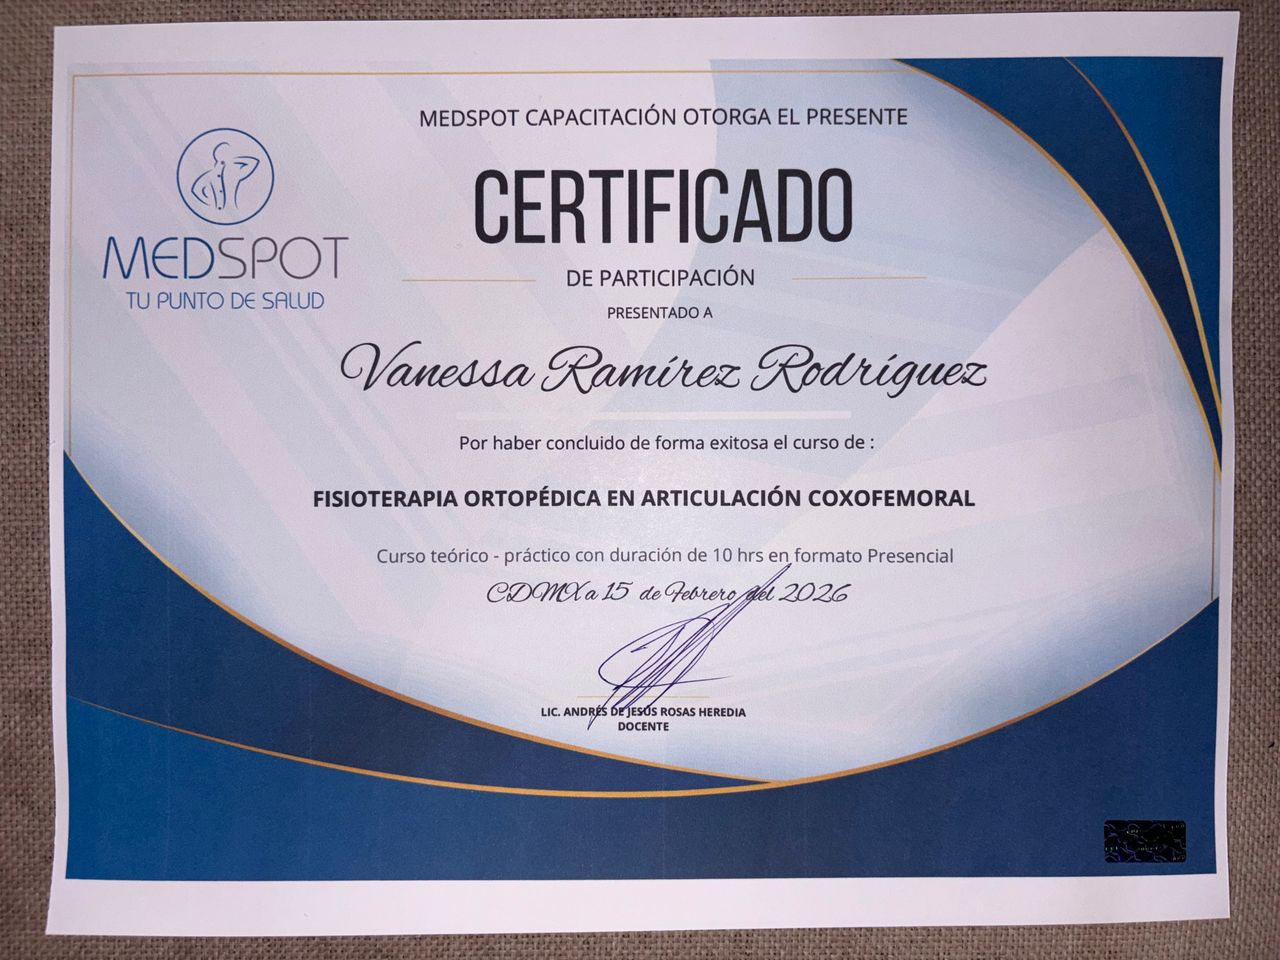 MEDSPOT CAPACITACIÓN OTORGA EL PRESENTE
CERTIFICADO
MEDSPOT
TU PUNTO DE SALUD
DE PARTICIPACIÓN
PRESENTADO A
Vanessa Ramírez Rodríguez
Por haber concluido de forma exitosa el curso de :
FISIOTERAPIA ORTOPÉDICA EN ARTICULACIÓN COXOFEMORAL
Curso teórico - práctico con duración de 10 hrs en formato Presencial
CDMX a 15 de Febrero del 2026
LIC. ANDRÉS DE JESÚS ROSAS HEREDIA
DOCENTE